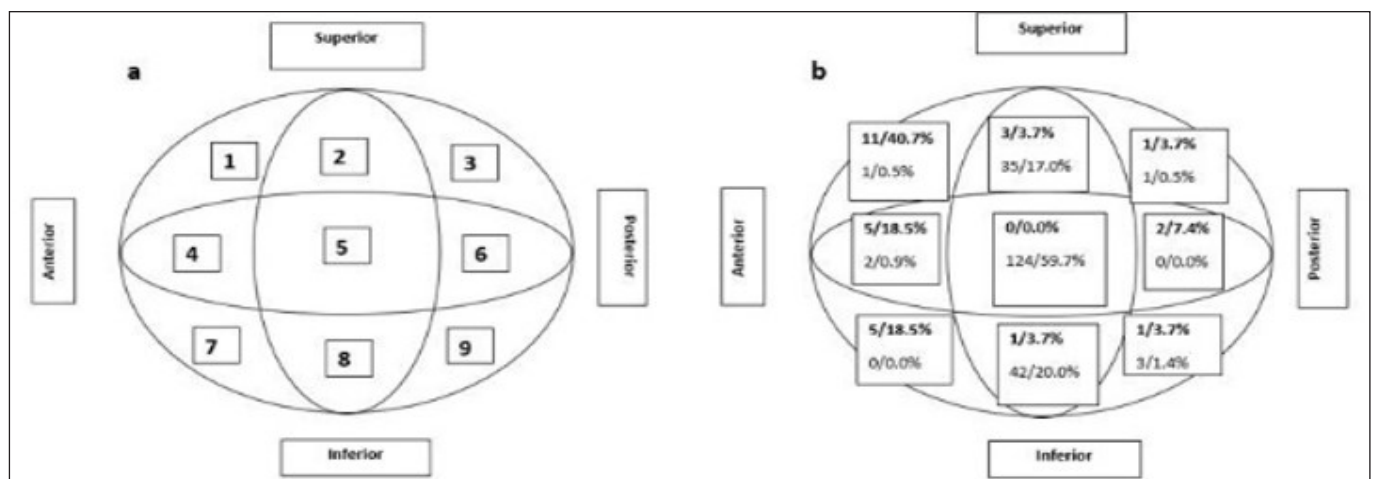 a
Superior
1
2
3
Anterior
4
5
6
Posterior
7
8
9
Inferior
b
Superior
11/40.7%
1/0.5%
3/3.7%
35/17.0%
1/3.7%
1/0.5%
Anterior
5/18.5%
2/0.9%
0/0.0%
124/59.7%
2/7.4%
0/0.0%
Posterior
5/18.5%
0/0.0%
1/3.7%
42/20.0%
1/3.7%
3/1.4%
Inferior